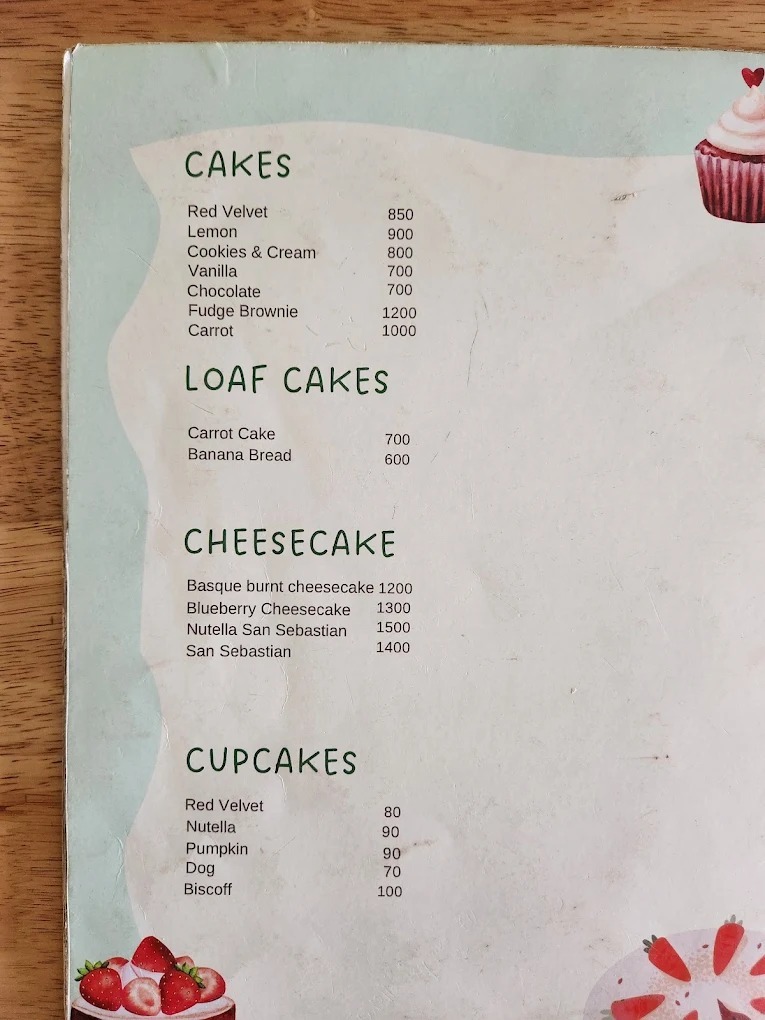 CAKES
Red Velvet 850
Lemon 900
Cookies & Cream 800
Vanilla 700
Chocolate 700
Fudge Brownie 1200
Carrot 1000
LOAF CAKES
Carrot Cake 700
Banana Bread 600
CHEESECAKE
Basque burnt cheesecake 1200
Blueberry Cheesecake 1300
Nutella San Sebastian 1500
San Sebastian 1400
CUPCAKES
Red Velvet 80
Nutella 90
Pumpkin 90
Dog 70
Biscoff 100